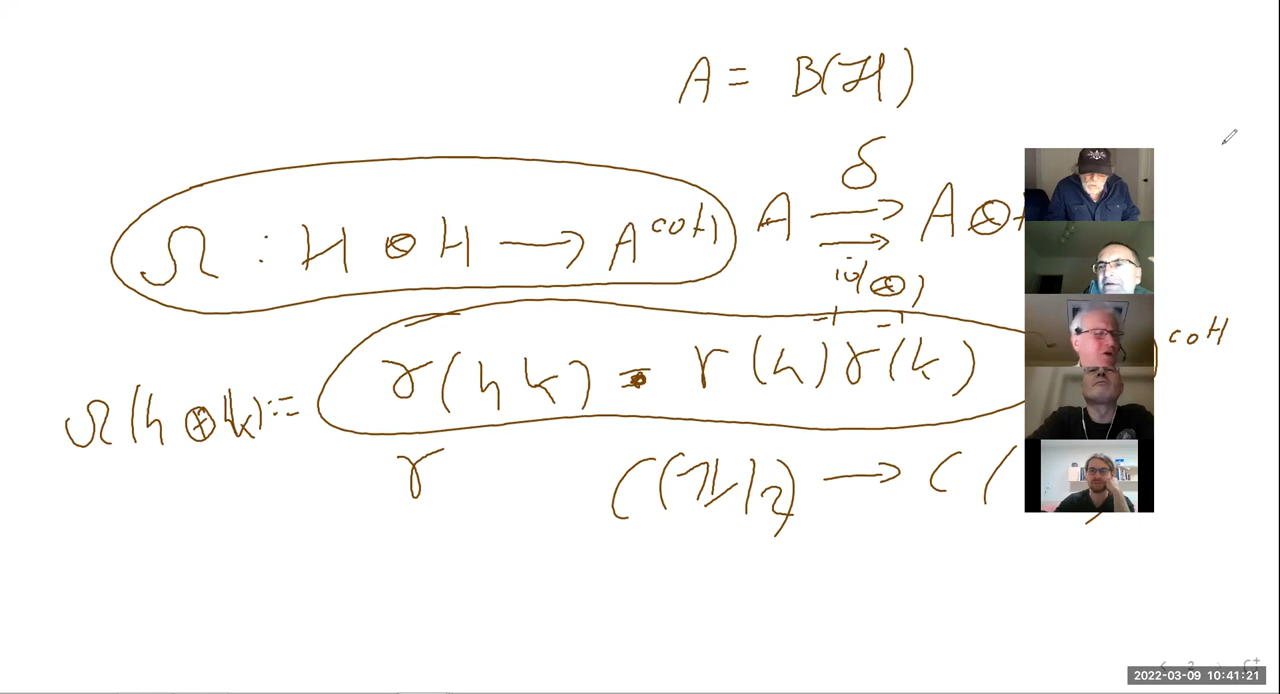 A = B(ℋ)
Ω : H ⊗ H → A^coH A δ→ → A ⊗
id ⊗ 1
coH
Ω(h ⊗ k) := γ(hk) = γ(h)γ(k)
γ C(ℤ/2) → C(
2022-03-09 10:41:21